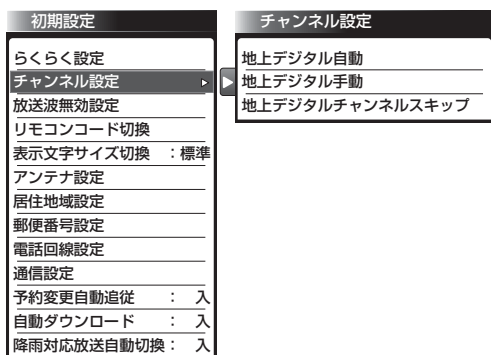 初期設定
らくらく設定
チャンネル設定
放送波無効設定
リモコンコード切換
表示文字サイズ切換 ：標準
アンテナ設定
居住地域設定
郵便番号設定
電話回線設定
通信設定
予約変更自動追従 ： 入
自動ダウンロード ： 入
降雨対応放送自動切換： 入
チャンネル設定
地上デジタル自動
地上デジタル手動
地上デジタルチャンネルスキップ